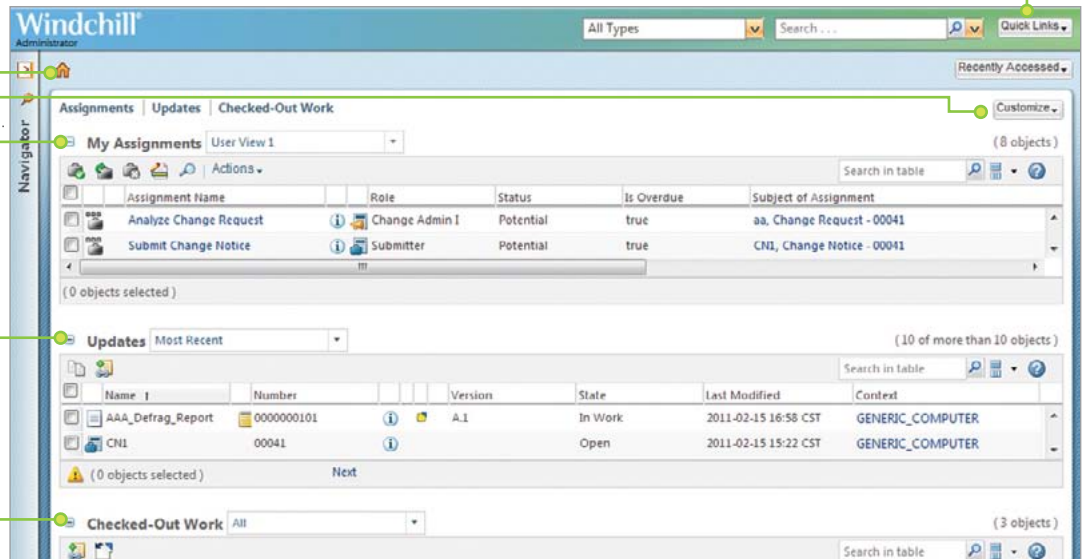 Windchill®
Administrator
All Types
Search . . .
Quick Links
Recently Accessed
Navigator
Assignments | Updates | Checked-Out Work
Customize
My Assignments User View 1 (8 objects)
Actions Search in table
Assignment Name Role Status Is Overdue Subject of Assignment
Analyze Change Request Change Admin I Potential true aa, Change Request - 00041
Submit Change Notice Submitter Potential true CN1, Change Notice - 00041
(0 objects selected)
Updates Most Recent (10 of more than 10 objects)
Search in table
Name Number Version State Last Modified Context
AAA_Defrag_Report 0000000101 A.1 In Work 2011-02-15 16:58 CST GENERIC_COMPUTER
CN1 00041 Open 2011-02-15 15:22 CST GENERIC_COMPUTER
(0 objects selected) Next
Checked-Out Work All (3 objects)
Search in table